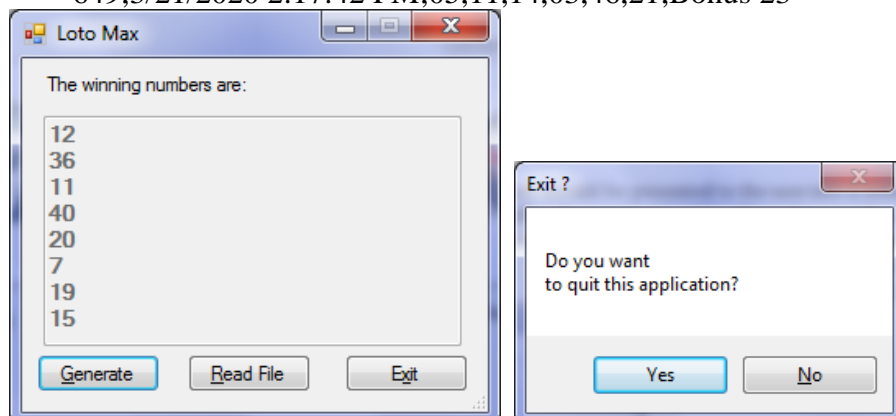 Loto Max
The winning numbers are:
12
36
11
40
20
7
19
15
Generate
Read File
Exit
Exit ?
Do you want
to quit this application?
Yes
No